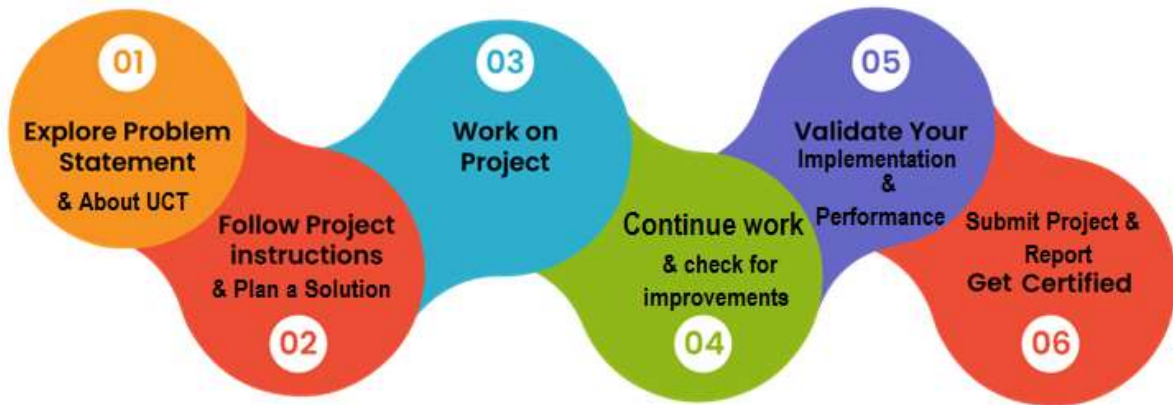 01
Explore Problem
Statement
& About UCT
Follow Project
instructions
& Plan a Solution
02
03
Work on
Project
Continue work
& check for
improvements
04
05
Validate Your
Implementation
&
Performance
Submit Project &
Report
Get Certified
06